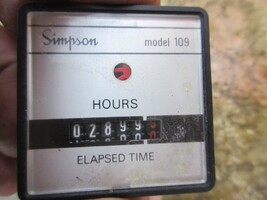 Simpson model 109
HOURS
02899
ELAPSED TIME